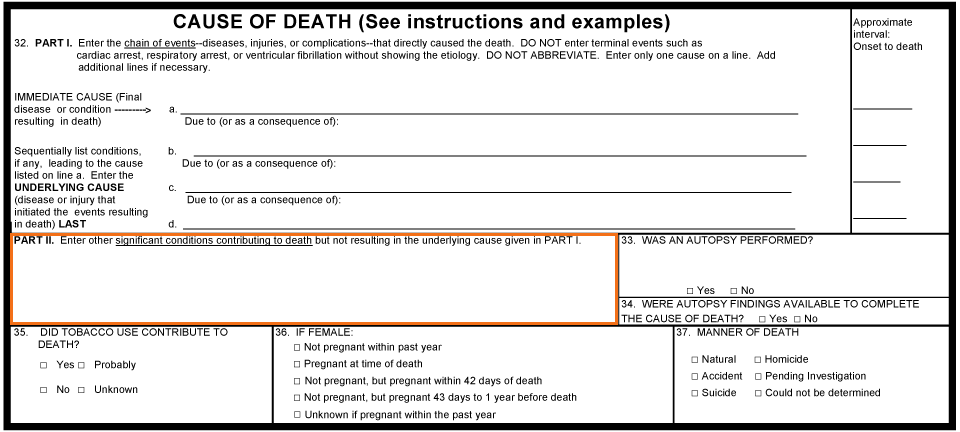 CAUSE OF DEATH (See instructions and examples)
32. PART I. Enter the chain of events--diseases, injuries, or complications--that directly caused the death. DO NOT enter terminal events such as
cardiac arrest, respiratory arrest, or ventricular fibrillation without showing the etiology. DO NOT ABBREVIATE. Enter only one cause on a line. Add
additional lines if necessary.
Approximate
interval:
Onset to death
IMMEDIATE CAUSE (Final
disease or condition --------->
resulting in death)
a.
Due to (or as a consequence of):
Sequentially list conditions,
if any, leading to the cause
listed on line a. Enter the
UNDERLYING CAUSE
(disease or injury that
initiated the events resulting
in death) LAST
b.
Due to (or as a consequence of):
c.
Due to (or as a consequence of):
d.
PART II. Enter other significant conditions contributing to death but not resulting in the underlying cause given in PART I.
33. WAS AN AUTOPSY PERFORMED?
□ Yes □ No
34. WERE AUTOPSY FINDINGS AVAILABLE TO COMPLETE
THE CAUSE OF DEATH? □ Yes □ No
35. DID TOBACCO USE CONTRIBUTE TO
DEATH?
□ Yes □ Probably
□ No □ Unknown
36. IF FEMALE:
□ Not pregnant within past year
□ Pregnant at time of death
□ Not pregnant, but pregnant within 42 days of death
□ Not pregnant, but pregnant 43 days to 1 year before death
□ Unknown if pregnant within the past year
37. MANNER OF DEATH
□ Natural □ Homicide
□ Accident □ Pending Investigation
□ Suicide □ Could not be determined